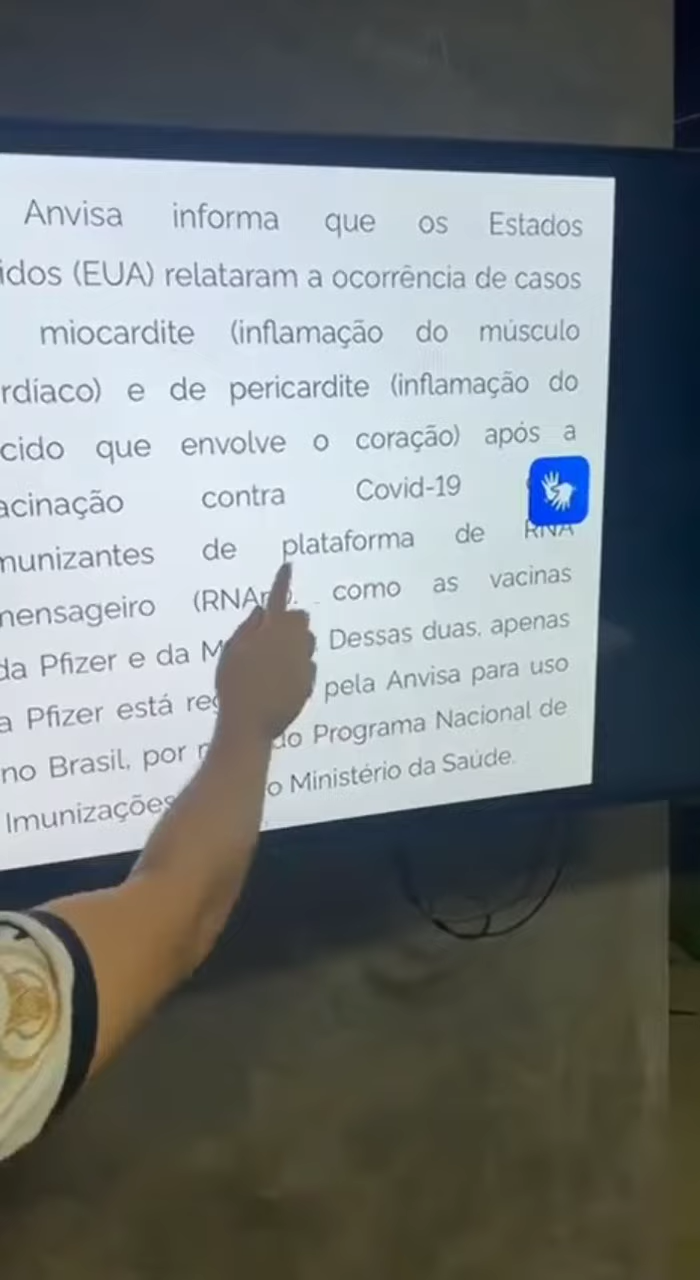 Anvisa informa que os Estados
idos (EUA) relataram a ocorrência de casos
miocardite (inflamação do músculo
rdíaco) e de pericardite (inflamação do
cido que envolve o coração) após a
acinação contra Covid-19
munizantes de plataforma de RNA
mensageiro (RNAm), como as vacinas
da Pfizer e da Dessas duas, apenas
a Pfizer está pela Anvisa para uso
no Brasil, por do Programa Nacional de
Imunizações o Ministério da Saúde.